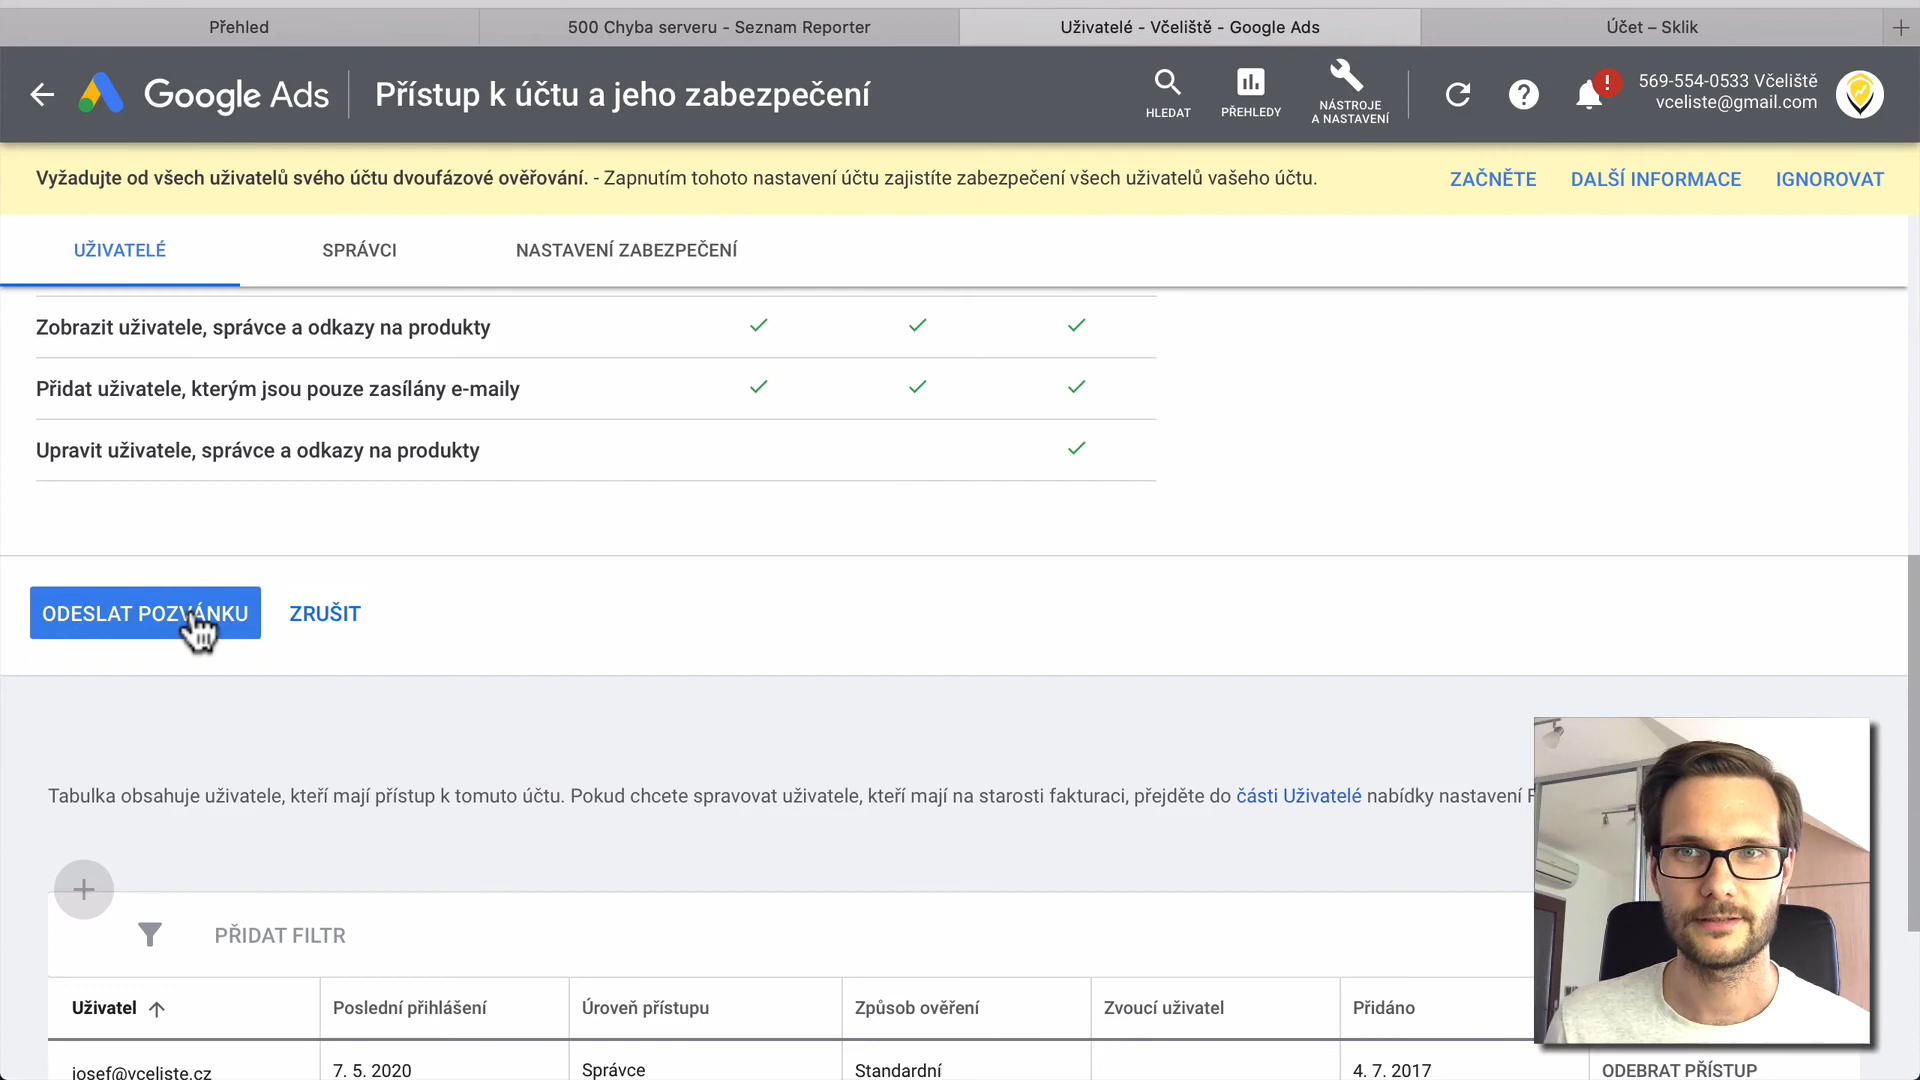 Přehled
500 Chyba serveru - Seznam Reporter
Uživatelé - Včeliště - Google Ads
Účet – Sklik
Google Ads
Přístup k účtu a jeho zabezpečení
HLEDAT
PŘEHLEDY
NÁSTROJE
A NASTAVENÍ
569-554-0533 Včeliště
vceliste@gmail.com
Vyžadujte od všech uživatelů svého účtu dvoufázové ověřování. - Zapnutím tohoto nastavení účtu zajistíte zabezpečení všech uživatelů vašeho účtu.
ZAČNĚTE
DALŠÍ INFORMACE
IGNOROVAT
UŽIVATELÉ
SPRÁVCI
NASTAVENÍ ZABEZPEČENÍ
Zobrazit uživatele, správce a odkazy na produkty
Přidat uživatele, kterým jsou pouze zasílány e-maily
Upravit uživatele, správce a odkazy na produkty
ODESLAT POZVÁNKU
ZRUŠIT
Tabulka obsahuje uživatele, kteří mají přístup k tomuto účtu. Pokud chcete spravovat uživatele, kteří mají na starosti fakturaci, přejděte do části Uživatelé nabídky nastavení
PŘIDAT FILTR
Uživatel
Poslední přihlášení
Úroveň přístupu
Způsob ověření
Zvoucí uživatel
Přidáno
josef@vceliste.cz
7. 5. 2020
Správce
Standardní
4. 7. 2017
ODEBRAT PŘÍSTUP